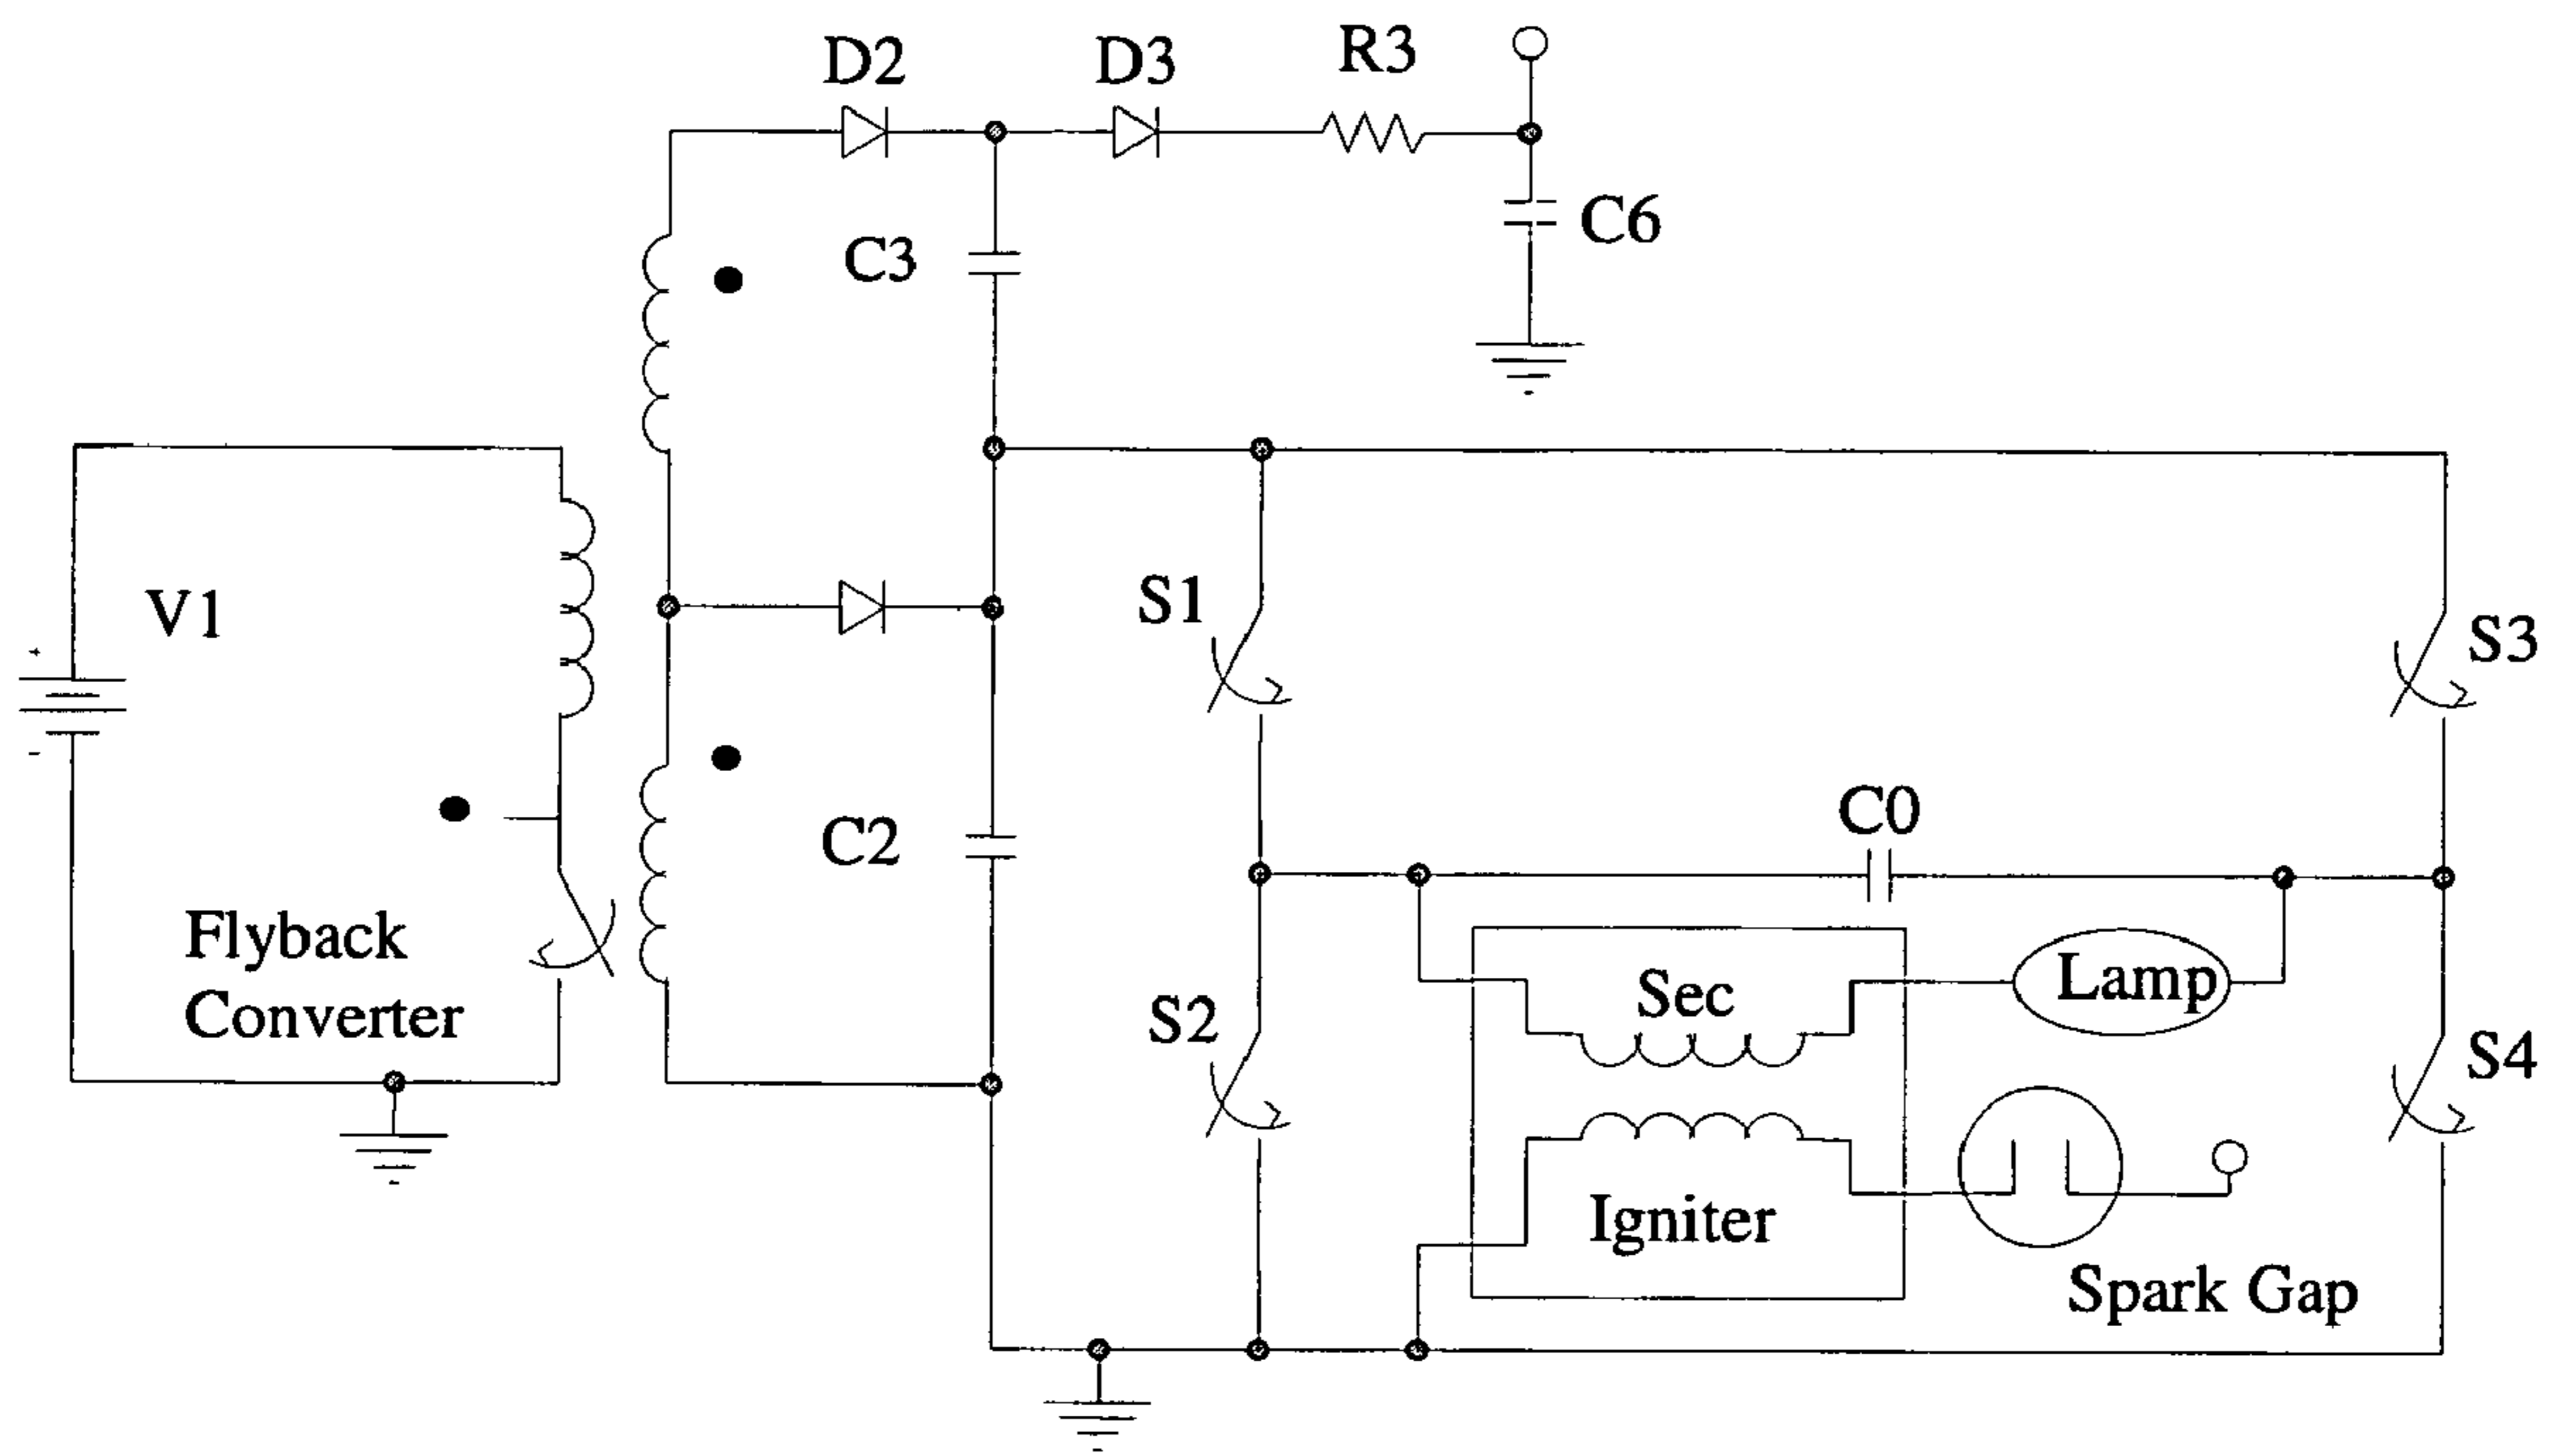 D2
D3
R3
C6
C3
V1
+
-
S1
S3
C0
C2
Flyback
Converter
Sec
Lamp
S2
S4
Igniter
Spark Gap